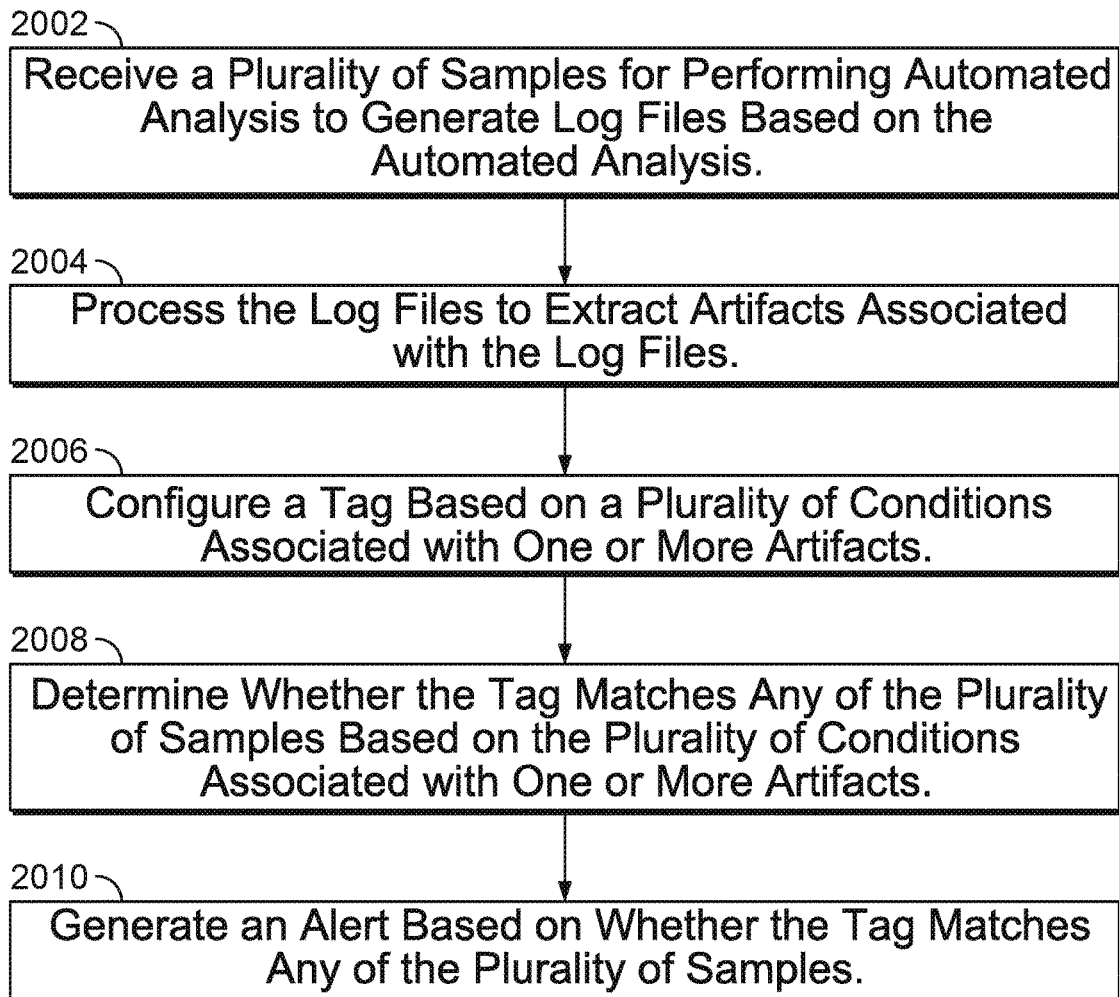 2002
Receive a Plurality of Samples for Performing Automated
Analysis to Generate Log Files Based on the
Automated Analysis.
2004
Process the Log Files to Extract Artifacts Associated
with the Log Files.
2006
Configure a Tag Based on a Plurality of Conditions
Associated with One or More Artifacts.
2008
Determine Whether the Tag Matches Any of the Plurality
of Samples Based on the Plurality of Conditions
Associated with One or More Artifacts.
2010
Generate an Alert Based on Whether the Tag Matches
Any of the Plurality of Samples.